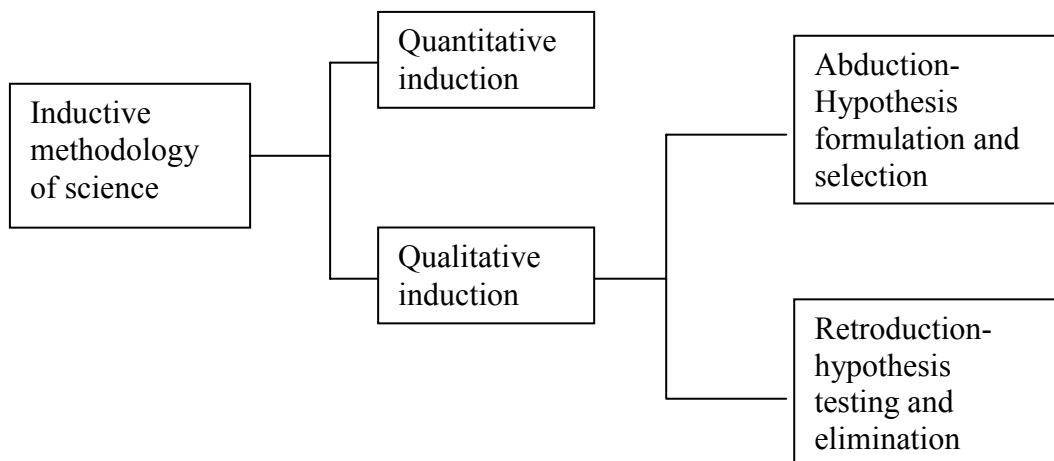 Quantitative
induction
Abduction-
Hypothesis
formulation and
selection
Inductive
methodology
of science
Qualitative
induction
Retroduction-
hypothesis
testing and
elimination